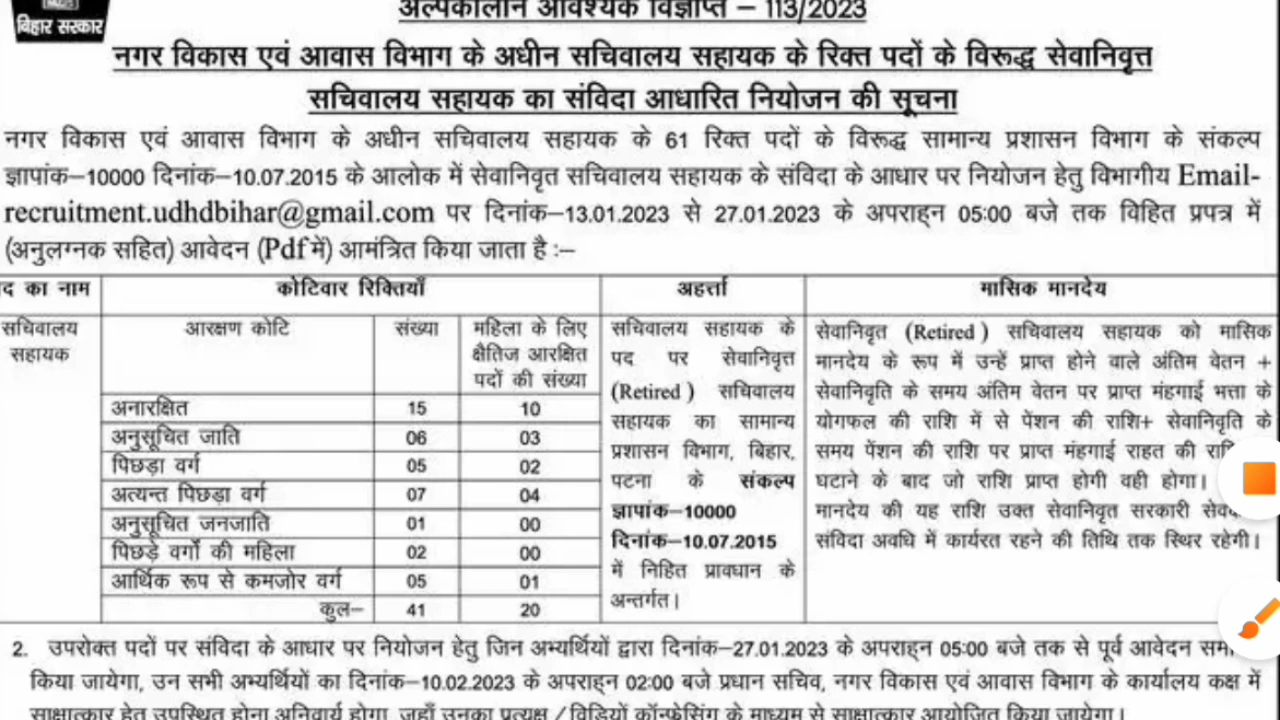 बिहार सरकार
अल्पकालीन आवश्यक विज्ञप्ति – 113/2023
नगर विकास एवं आवास विभाग के अधीन सचिवालय सहायक के रिक्त पदों के विरूद्ध सेवानिवृत्त
सचिवालय सहायक का संविदा आधारित नियोजन की सूचना
नगर विकास एवं आवास विभाग के अधीन सचिवालय सहायक के 61 रिक्त पदों के विरूद्ध सामान्य प्रशासन विभाग के संकल्प
ज्ञापांक–10000 दिनांक–10.07.2015 के आलोक में सेवानिवृत सचिवालय सहायक के संविदा के आधार पर नियोजन हेतु विभागीय Email-
recruitment.udhdbihar@gmail.com पर दिनांक–13.01.2023 से 27.01.2023 के अपराह्न 05:00 बजे तक विहित प्रपत्र में
(अनुलग्नक सहित) आवेदन (Pdf में) आमंत्रित किया जाता है :–
द का नाम कोटिवार रिक्तियाँ अहर्त्ता मासिक मानदेय
सचिवालय
सहायक
आरक्षण कोटि संख्या महिला के लिए
क्षैतिज आरक्षित
पदों की संख्या
अनारक्षित 15 10
अनुसूचित जाति 06 03
पिछड़ा वर्ग 05 02
अत्यन्त पिछड़ा वर्ग 07 04
अनुसूचित जनजाति 01 00
पिछड़े वर्गों की महिला 02 00
आर्थिक रूप से कमजोर वर्ग 05 01
कुल– 41 20
सचिवालय सहायक के
पद पर सेवानिवृत्त
(Retired ) सचिवालय
सहायक का सामान्य
प्रशासन विभाग, बिहार,
पटना के संकल्प
ज्ञापांक–10000
दिनांक–10.07.2015
में निहित प्रावधान के
अन्तर्गत।
सेवानिवृत (Retired ) सचिवालय सहायक को मासिक
मानदेय के रूप में उन्हें प्राप्त होने वाले अंतिम वेतन +
सेवानिवृति के समय अंतिम वेतन पर प्राप्त मंहगाई भत्ता के
योगफल की राशि में से पेंशन की राशि+ सेवानिवृति के
समय पेंशन की राशि पर प्राप्त मंहगाई राहत की
घटाने के बाद जो राशि प्राप्त होगी वही होगा।
मानदेय की यह राशि उक्त सेवानिवृत सरकारी
संविदा अवधि में कार्यरत रहने की तिथि तक स्थिर रहेगी।
2. उपरोक्त पदों पर संविदा के आधार पर नियोजन हेतु जिन अभ्यर्थियों द्वारा दिनांक–27.01.2023 के अपराह्न 05:00 बजे तक से पूर्व आवेदन
किया जायेगा, उन सभी अभ्यर्थियों का दिनांक–10.02.2023 के अपराह्न 02:00 बजे प्रधान सचिव, नगर विकास एवं आवास विभाग के कार्यालय कक्ष में
साक्षात्कार हेतु उपस्थित होना अनिवार्य होगा, जहाँ उनका प्रत्यक्ष / विडियो कॉन्फ्रेसिंग के माध्यम से साक्षात्कार आयोजित किया जायेगा।